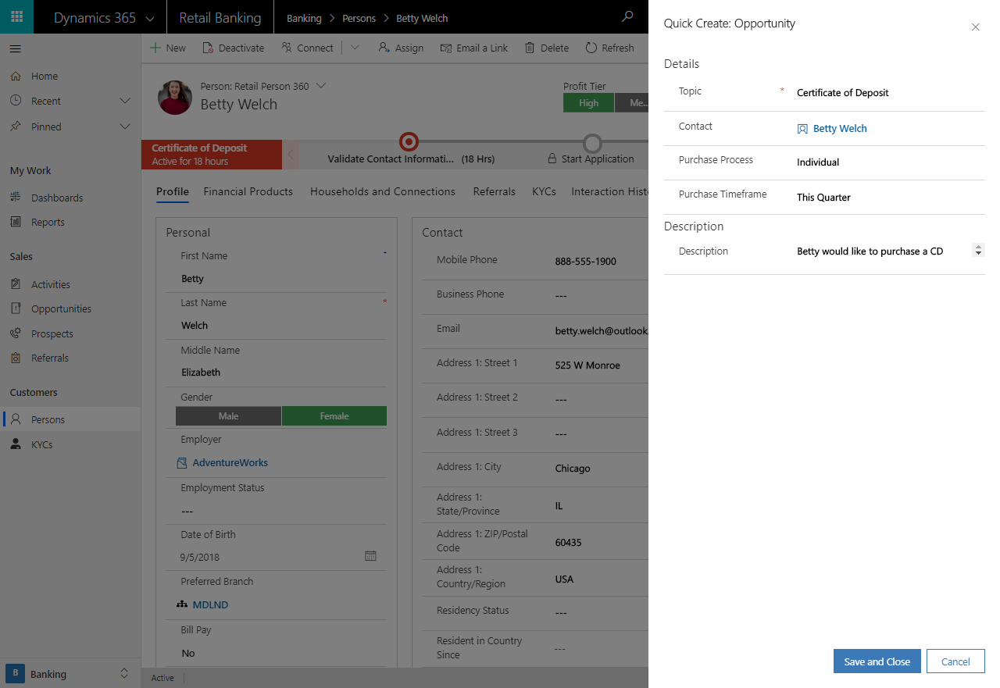 Dynamics 365
Retail Banking
Banking > Persons > Betty Welch
New
Deactivate
Connect
Assign
Email a Link
Delete
Refresh
Home
Recent
Pinned
My Work
Dashboards
Reports
Sales
Activities
Opportunities
Prospects
Referrals
Customers
Persons
KYCs
B
Banking
Person: Retail Person 360
Betty Welch
Profit Tier
High
Me...
Certificate of Deposit
Active for 18 hours
Validate Contact Informati... (18 Hrs)
Start Application
Profile
Financial Products
Households and Connections
Referrals
KYCs
Interaction Histo
Personal
First Name
Betty
Last Name *
Welch
Middle Name
Elizabeth
Gender
Male
Female
Employer
AdventureWorks
Employment Status
---
Date of Birth
9/5/2018
Preferred Branch
MDLND
Bill Pay
No
Contact
Mobile Phone
888-555-1900
Business Phone
---
Email
betty.welch@outlook.
Address 1: Street 1
525 W Monroe
Address 1: Street 2
---
Address 1: Street 3
---
Address 1: City
Chicago
Address 1:
State/Province
IL
Address 1: ZIP/Postal
Code
60435
Address 1:
Country/Region
USA
Residency Status
---
Resident in Country
Since
---
Active
Quick Create: Opportunity
Details
Topic *
Certificate of Deposit
Contact
Betty Welch
Purchase Process
Individual
Purchase Timeframe
This Quarter
Description
Description
Betty would like to purchase a CD
Save and Close
Cancel